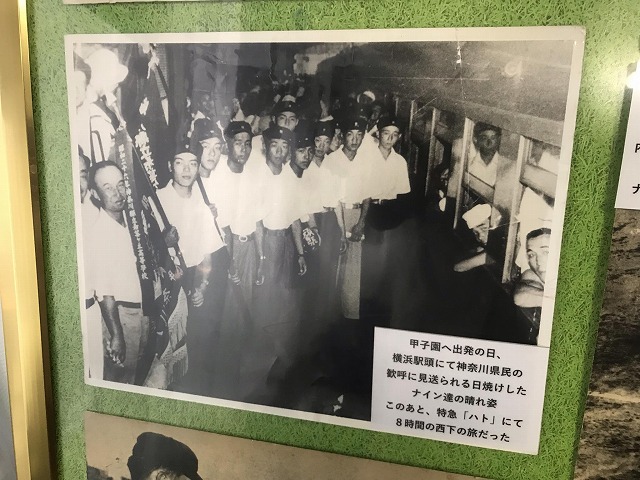 甲子園へ出発の日、
横浜駅頭にて神奈川県民の
歓呼に見送られる日焼けした
ナイン達の晴れ姿
このあと、特急「ハト」にて
8時間の西下の旅だった